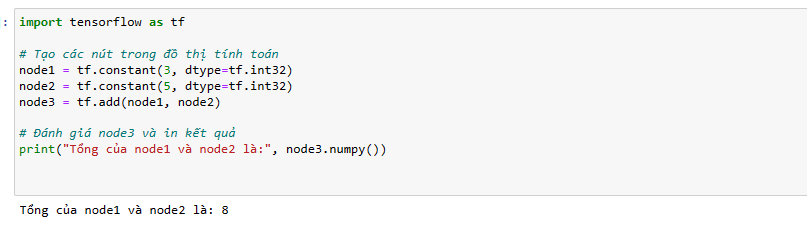 :
import tensorflow as tf
# Tạo các nút trong đồ thị tính toán
node1 = tf.constant(3, dtype=tf.int32)
node2 = tf.constant(5, dtype=tf.int32)
node3 = tf.add(node1, node2)
# Đánh giá node3 và in kết quả
print("Tổng của node1 và node2 là:", node3.numpy())
Tổng của node1 và node2 là: 8